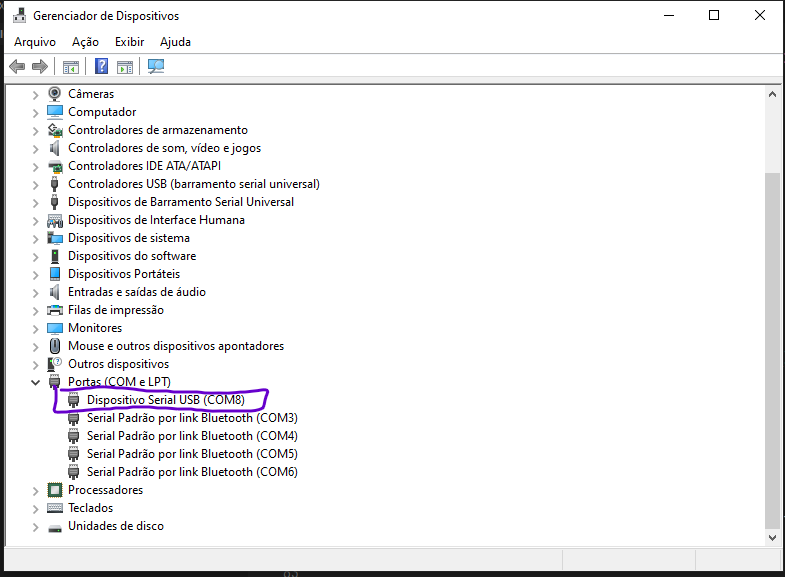 Gerenciador de Dispositivos
Arquivo Ação Exibir Ajuda
Câmeras
Computador
Controladores de armazenamento
Controladores de som, vídeo e jogos
Controladores IDE ATA/ATAPI
Controladores USB (barramento serial universal)
Dispositivos de Barramento Serial Universal
Dispositivos de Interface Humana
Dispositivos de sistema
Dispositivos do software
Dispositivos Portáteis
Entradas e saídas de áudio
Filas de impressão
Monitores
Mouse e outros dispositivos apontadores
Outros dispositivos
Portas (COM e LPT)
Dispositivo Serial USB (COM8)
Serial Padrão por link Bluetooth (COM3)
Serial Padrão por link Bluetooth (COM4)
Serial Padrão por link Bluetooth (COM5)
Serial Padrão por link Bluetooth (COM6)
Processadores
Teclados
Unidades de disco